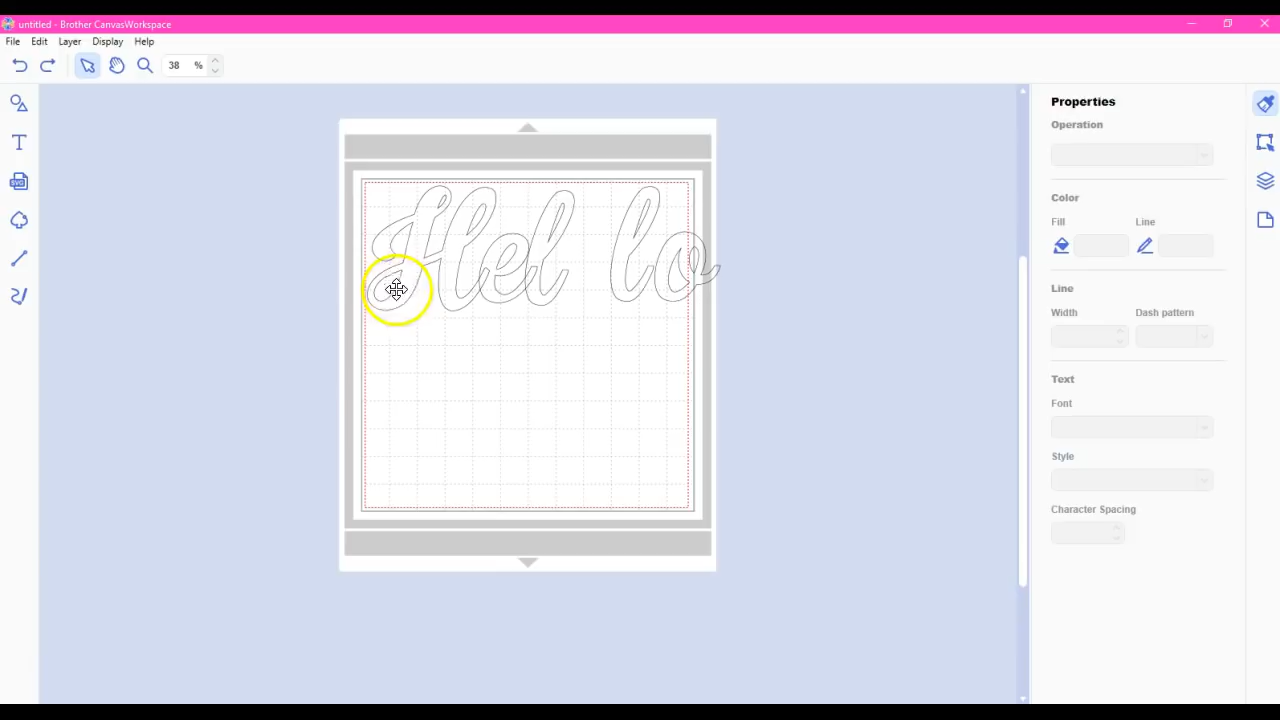 untitled - Brother CanvasWorkspace
File Edit Layer Display Help
38 %
T
SVG
Hel lo
Properties
Operation
Color
Fill Line
Line
Width Dash pattern
Text
Font
Style
Character Spacing